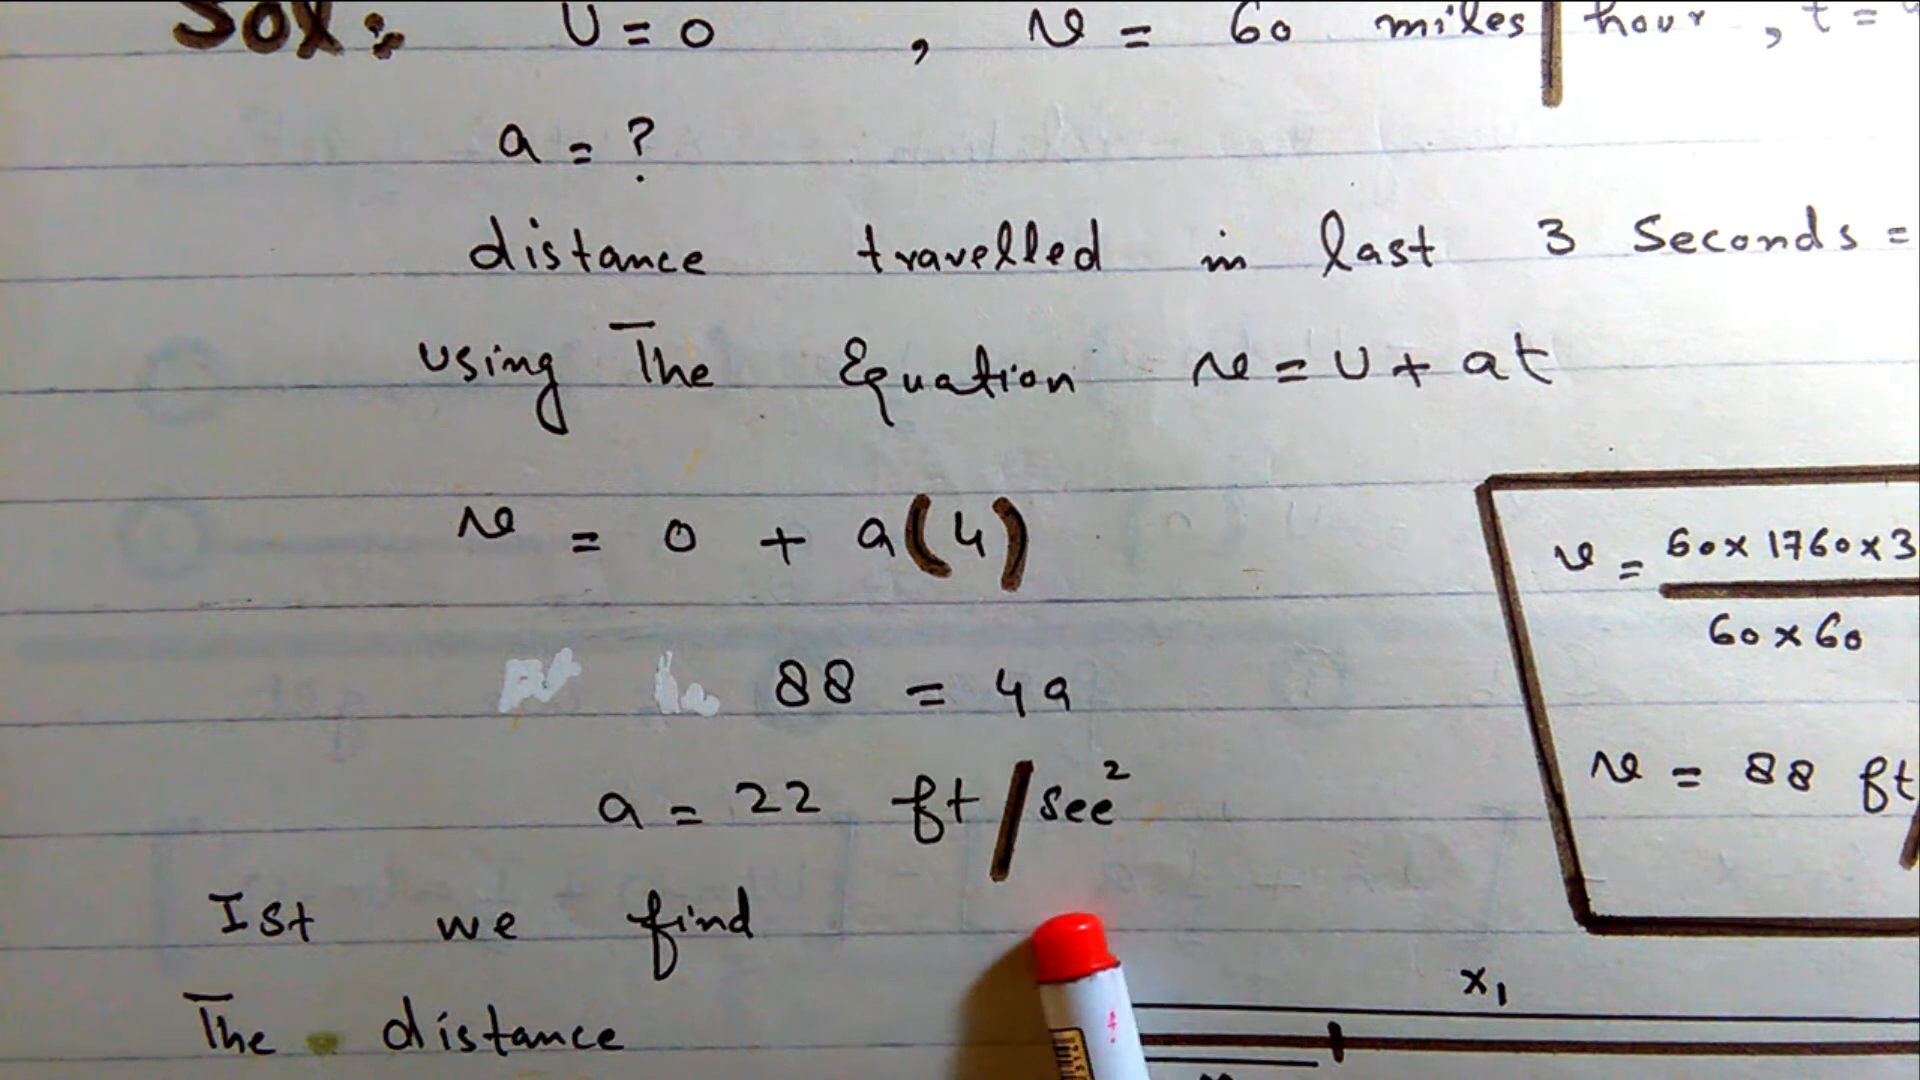 Sol: U = 0 , v = 60 miles/hour , t =
a = ?
distance travelled in last 3 Seconds =
using The Equation v = U + at
v = 0 + a(4)
v = 60 x 1760 x 3
60 x 60
88 = 4a
v = 88 ft/
a = 22 ft/sec²
Ist we find
x₁
The distance